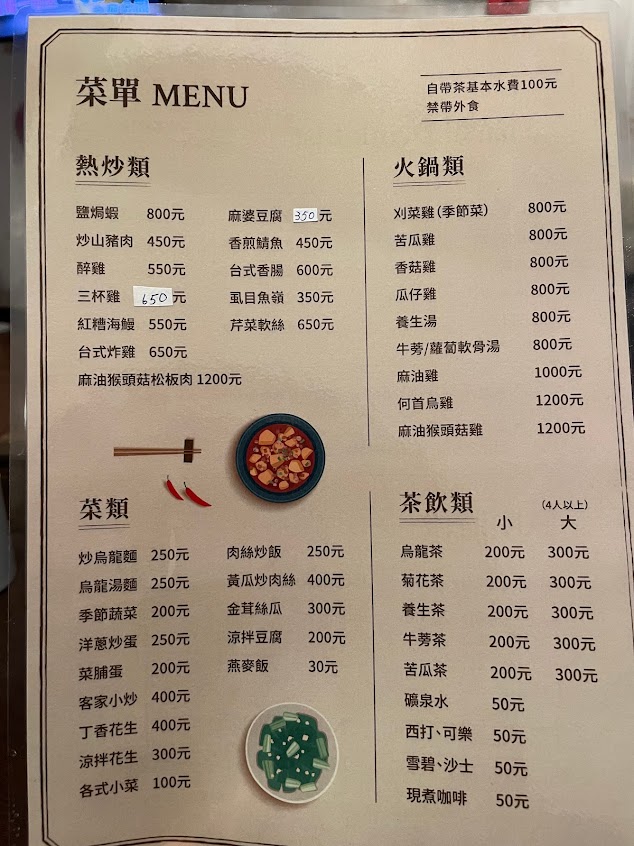 菜單 MENU
自帶茶基本水費100元
禁帶外食
熱炒類
鹽焗蝦 800元
炒山豬肉 450元
醉雞 550元
三杯雞 650元
紅糟海鰻 550元
台式炸雞 650元
麻油猴頭菇松板肉 1200元
麻婆豆腐 350元
香煎鯖魚 450元
台式香腸 600元
虱目魚嶺 350元
芹菜軟絲 650元
火鍋類
刈菜雞(季節菜) 800元
苦瓜雞 800元
香菇雞 800元
瓜仔雞 800元
養生湯 800元
牛蒡/蘿蔔軟骨湯 800元
麻油雞 1000元
何首烏雞 1200元
麻油猴頭菇雞 1200元
菜類
炒烏龍麵 250元
烏龍湯麵 250元
季節蔬菜 200元
洋蔥炒蛋 250元
菜脯蛋 200元
客家小炒 400元
丁香花生 400元
涼拌花生 300元
各式小菜 100元
肉絲炒飯 250元
黃瓜炒肉絲 400元
金茸絲瓜 300元
涼拌豆腐 200元
燕麥飯 30元
茶飲類
(4人以上)
小 大
烏龍茶 200元 300元
菊花茶 200元 300元
養生茶 200元 300元
牛蒡茶 200元 300元
苦瓜茶 200元 300元
礦泉水 50元
西打、可樂 50元
雪碧、沙士 50元
現煮咖啡 50元